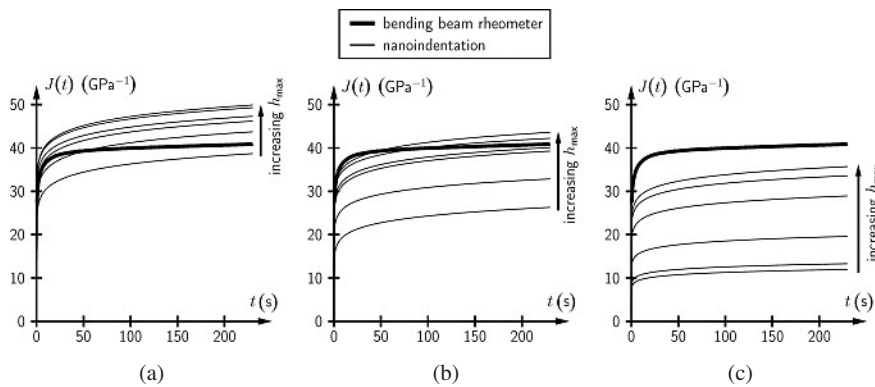 bending beam rheometer
nanoindentation
J(t) (GPa⁻¹)
50
40
30
20
10
0
0 50 100 150 200
t (s)
increasing hmax
(a)
J(t) (GPa⁻¹)
50
40
30
20
10
0
0 50 100 150 200
t (s)
increasing hmax
(b)
J(t) (GPa⁻¹)
50
40
30
20
10
0
0 50 100 150 200
t (s)
increasing
(c)